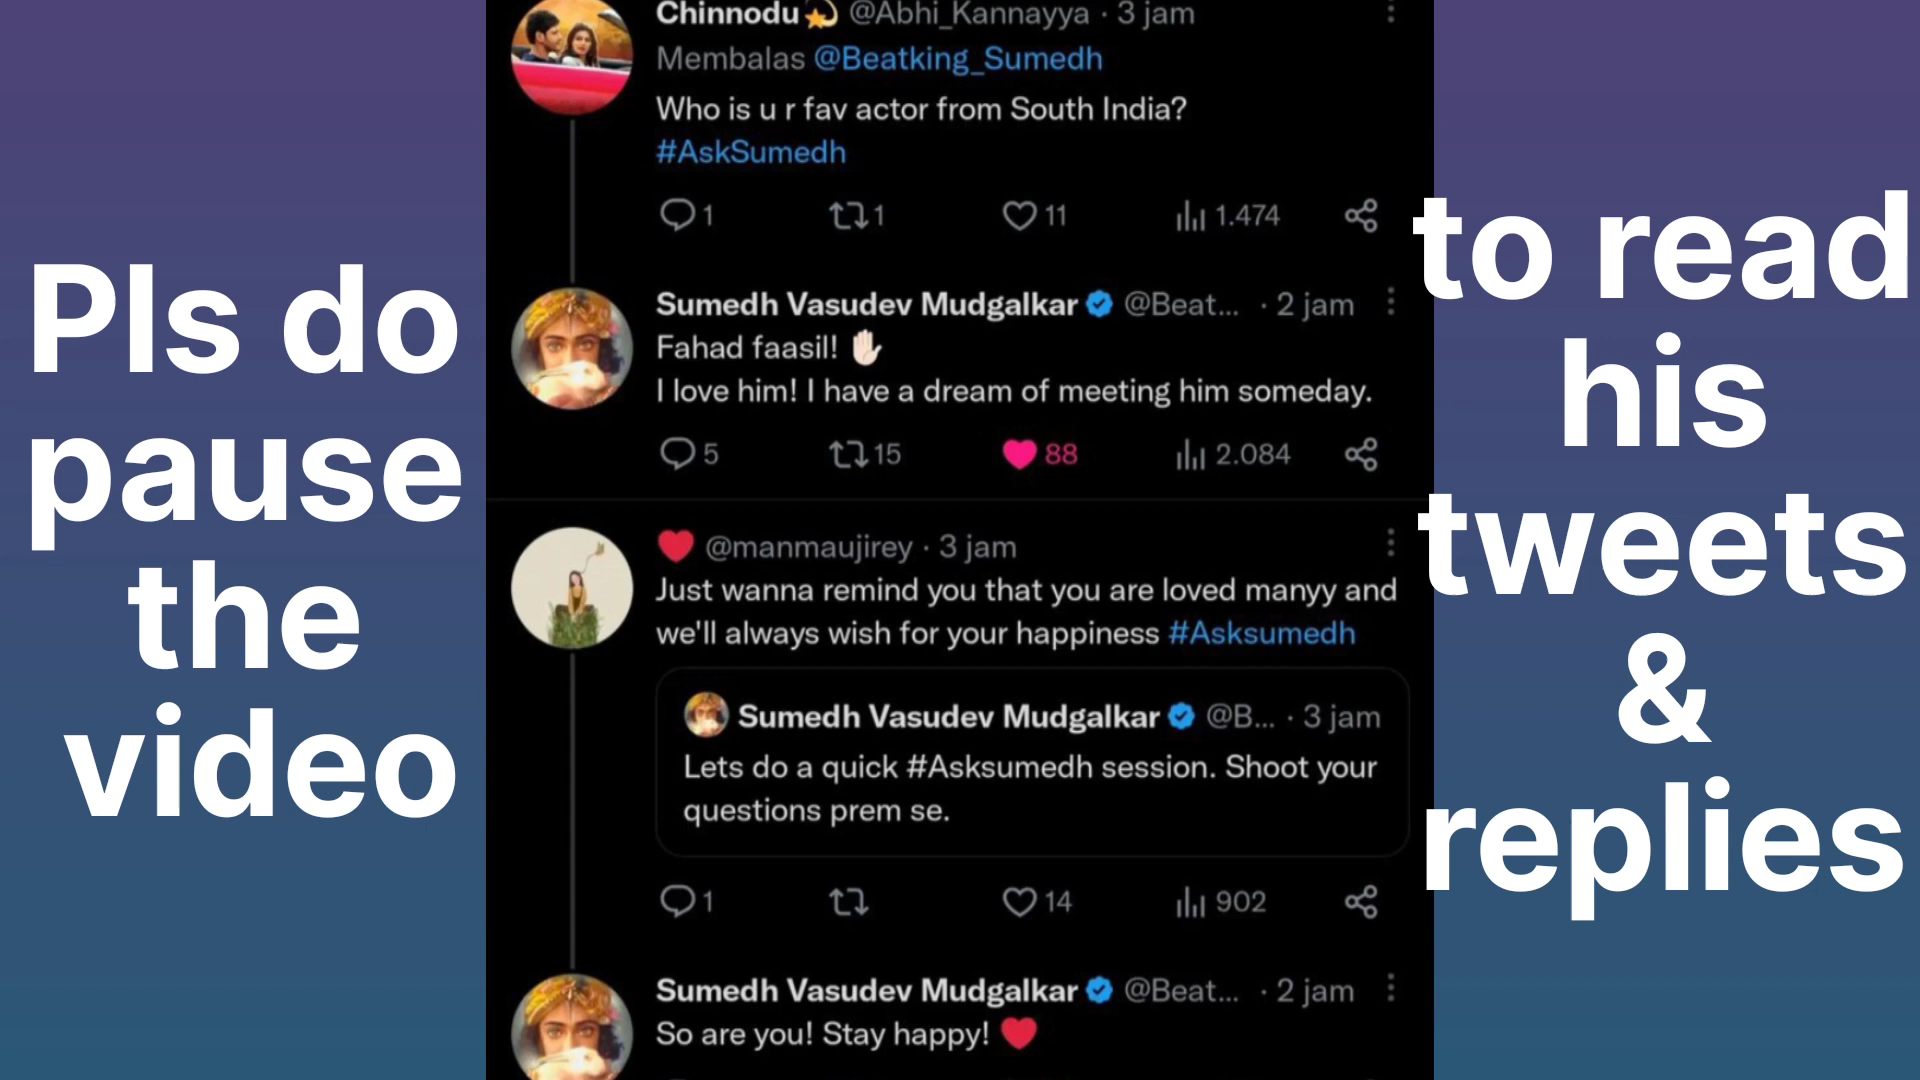 Pls do
pause
the
video
Chinnodu💫 @Abhi_Kannayya · 3 jam
Membalas @Beatking_Sumedh
Who is u r fav actor from South India?
#AskSumedh
1 1 11 1.474
Sumedh Vasudev Mudgalkar @Beat... · 2 jam
Fahad faasil! ✋🏻
I love him! I have a dream of meeting him someday.
5 15 88 2.084
❤️ @manmaujirey · 3 jam
Just wanna remind you that you are loved manyy and
we'll always wish for your happiness #Asksumedh
Sumedh Vasudev Mudgalkar @B... · 3 jam
Lets do a quick #Asksumedh session. Shoot your
questions prem se.
1 14 902
Sumedh Vasudev Mudgalkar @Beat... · 2 jam
So are you! Stay happy! ❤️
to read
his
tweets
&
replies